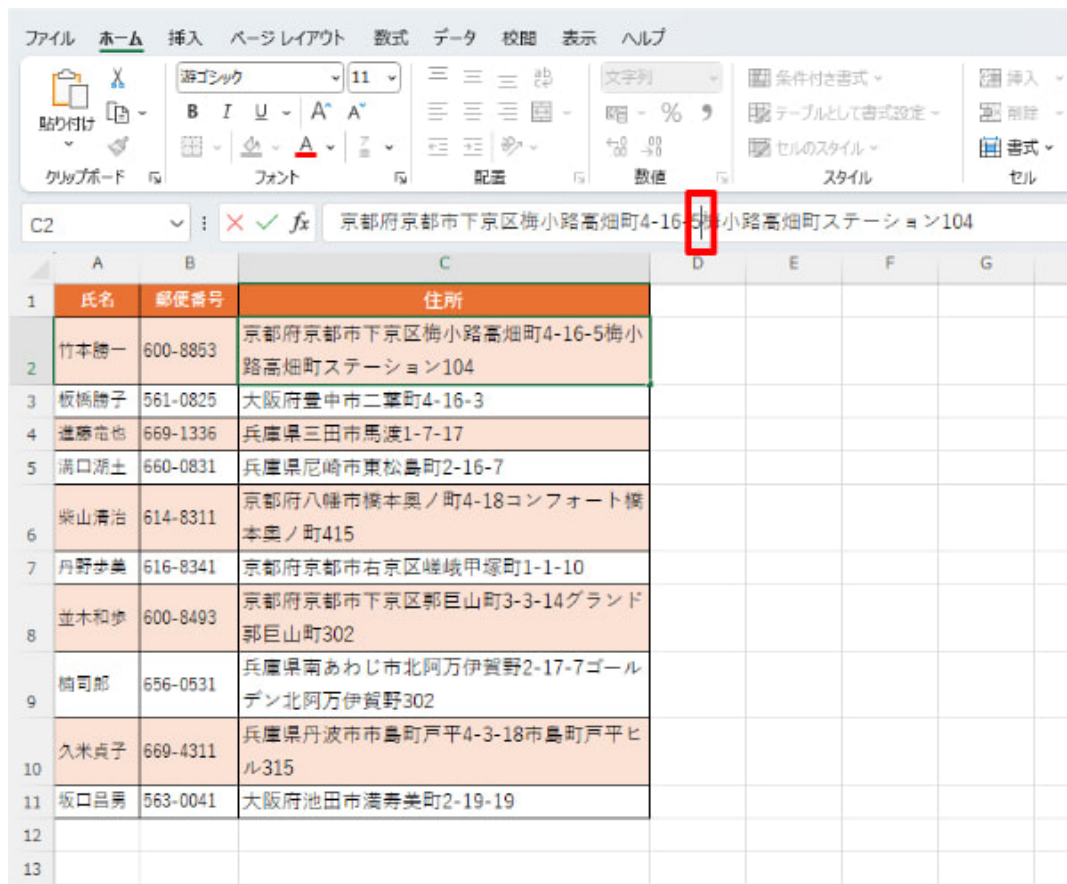 ファイル ホーム 挿入 ページ レイアウト 数式 データ 校閲 表示 ヘルプ
游ゴシック 11 ab 文字列 条件付き書式 挿入
貼り付け B I U A A % テーブルとして書式設定 削除
A セルのスタイル 書式
クリップボード フォント 配置 数値 スタイル セル
C2 fx 京都府京都市下京区梅小路高畑町4-16-5梅小路高畑町ステーション104
A B C D E F G
1 氏名 郵便番号 住所
2 竹本勝一 600-8853 京都府京都市下京区梅小路高畑町4-16-5梅小
路高畑町ステーション104
3 板橋勝子 561-0825 大阪府豊中市二葉町4-16-3
4 進藤竜也 669-1336 兵庫県三田市馬渡1-7-17
5 溝口湖土 660-0831 兵庫県尼崎市東松島町2-16-7
6 柴山清治 614-8311 京都府八幡市橋本奥ノ町4-18コンフォート橋
本奥ノ町415
7 丹野歩美 616-8341 京都府京都市右京区嵯峨甲塚町1-1-10
8 並木和歩 600-8493 京都府京都市下京区郭巨山町3-3-14グランド
郭巨山町302
9 楠司郎 656-0531 兵庫県南あわじ市北阿万伊賀野2-17-7ゴール
デン北阿万伊賀野302
10 久米貞子 669-4311 兵庫県丹波市市島町戸平4-3-18市島町戸平ヒ
ル315
11 坂口昌男 563-0041 大阪府池田市満寿美町2-19-19
12
13